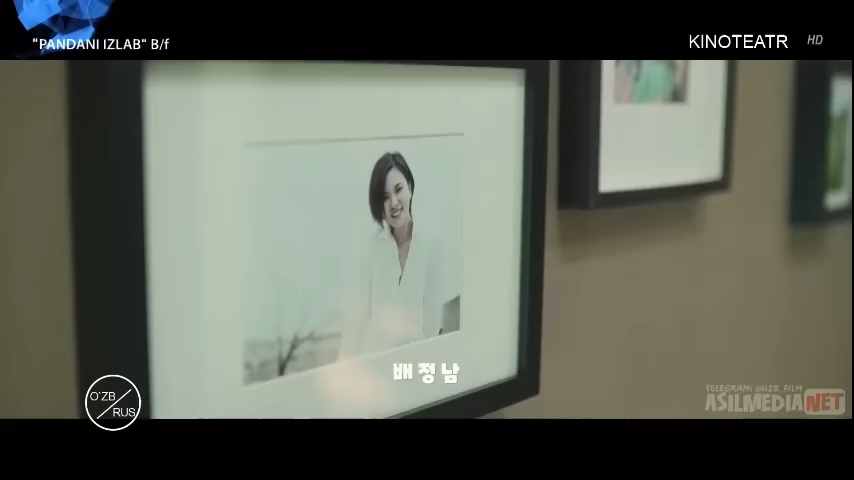 "PANDANI IZLAB" B/f
KINOTEATR HD
배정남
O'ZB
RUS
TELEGRAM: @UZB_FILM
ASILMEDIA.NET